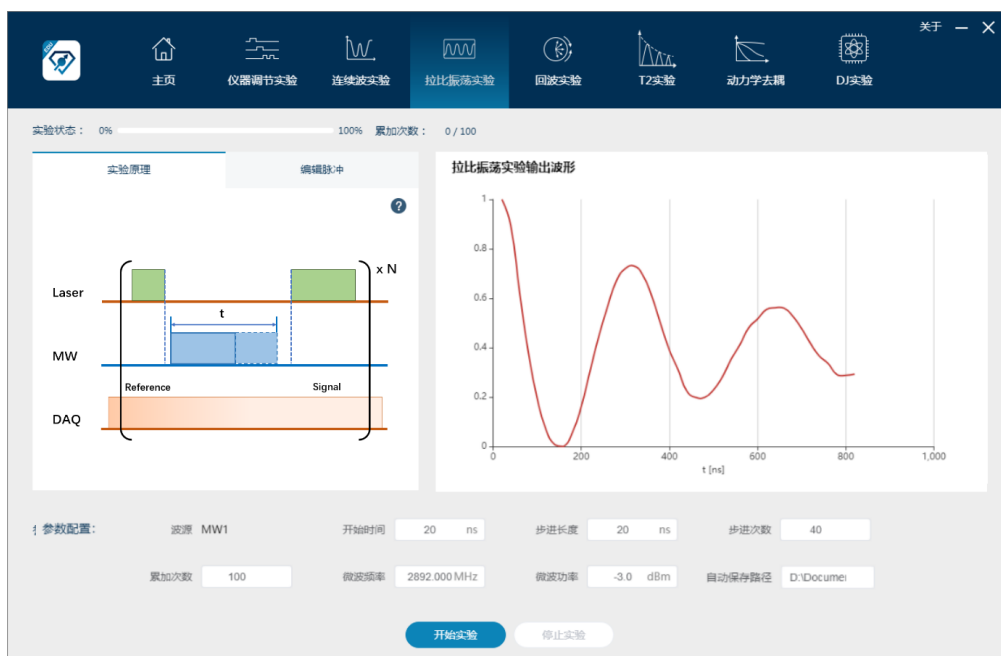 EDU
关于
主页
仪器调节实验
连续波实验
拉比振荡实验
回波实验
T2实验
动力学去耦
DJ实验
实验状态： 0% 100% 累加次数： 0 / 100
实验原理
编辑脉冲
?
x N
Laser
t
MW
Reference
Signal
DAQ
拉比振荡实验输出波形
1
0.8
0.6
0.4
0.2
0
0 200 400 600 800 1,000
t [ns]
参数配置：
波源 MW1
开始时间 20 ns
步进长度 20 ns
步进次数 40
累加次数 100
微波频率 2892.000 MHz
微波功率 -3.0 dBm
自动保存路径 D:\Docume
开始实验
停止实验